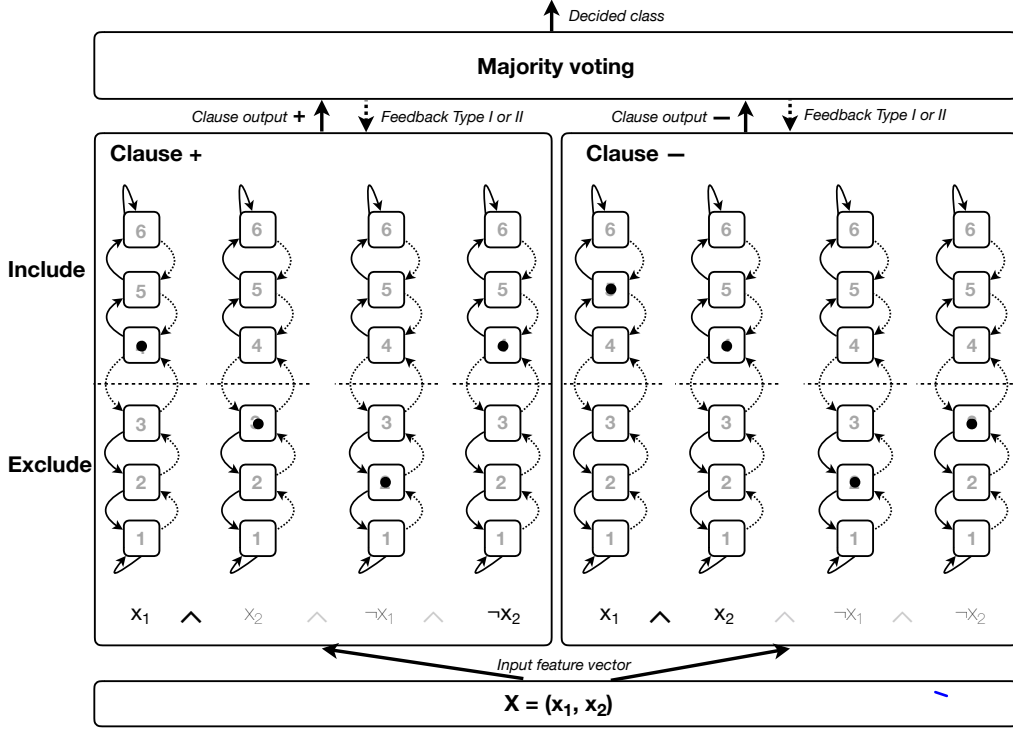 Decided class
Majority voting
Clause output + Feedback Type I or II Clause output — Feedback Type I or II
Clause + Clause —
6 6 6 6 6 6 6 6
Include
5 5 5 5 5 5 5
4 4 4 4 4
3 3 3 3 3 3
Exclude
2 2 2 2 2 2
1 1 1 1 1 1 1 1
x₁ ∧ x₂ ∧ ¬x₁ ∧ ¬x₂ x₁ ∧ x₂ ∧ ¬x₁ ∧ ¬x₂
Input feature vector
X = (x₁, x₂)